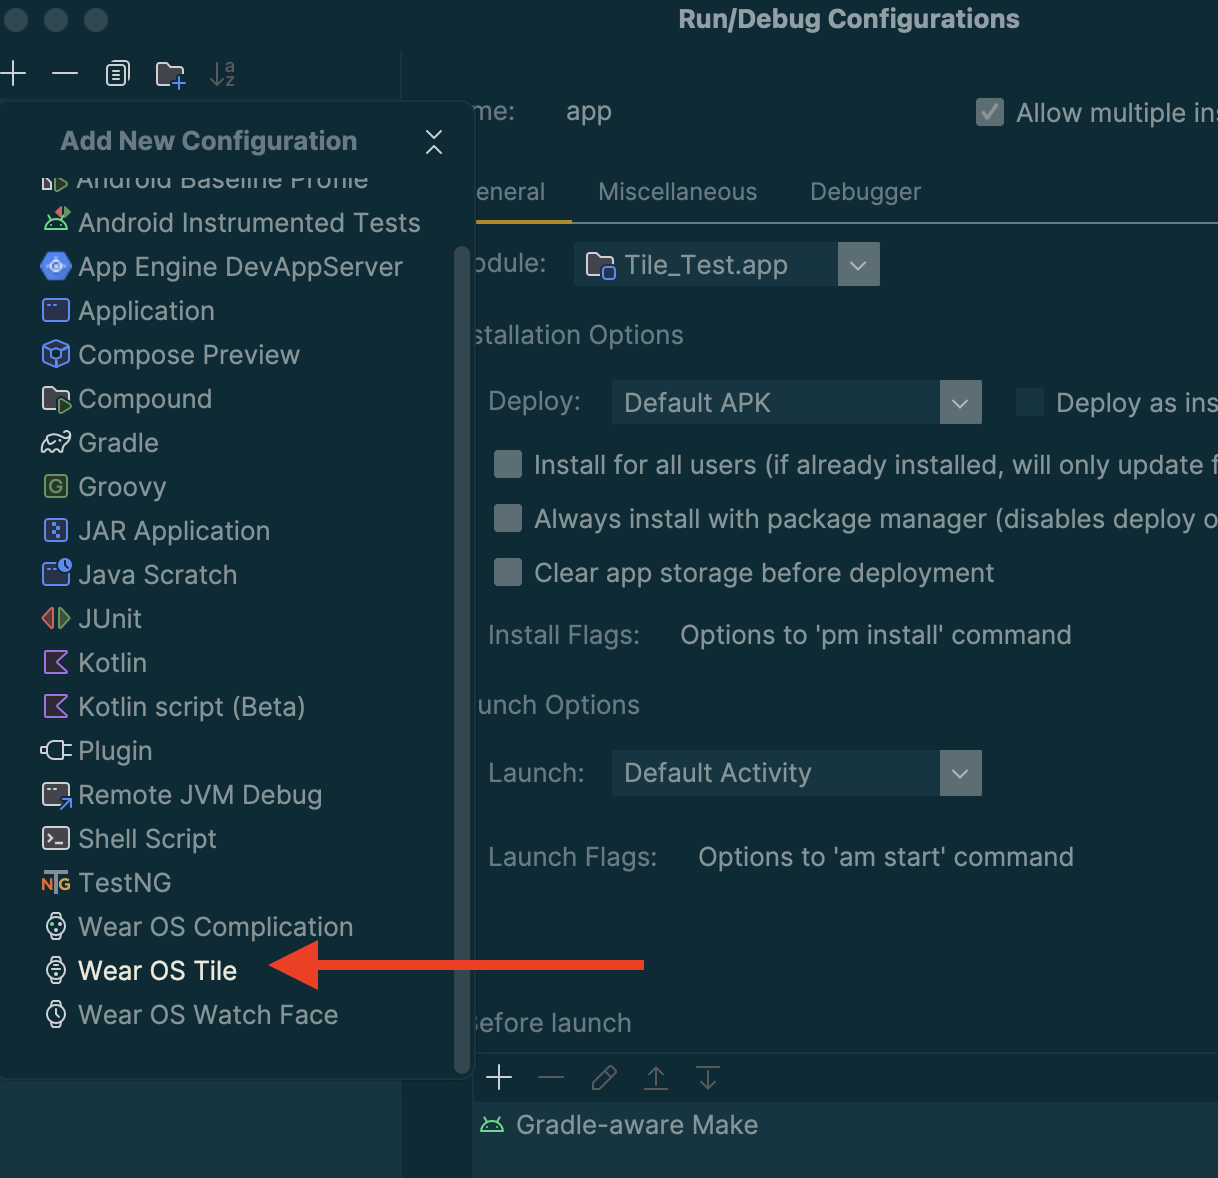 Run/Debug Configurations
Add New Configuration
Android Baseline Profile
Android Instrumented Tests
App Engine DevAppServer
Application
Compose Preview
Compound
Gradle
Groovy
JAR Application
Java Scratch
JUnit
Kotlin
Kotlin script (Beta)
Plugin
Remote JVM Debug
Shell Script
TestNG
Wear OS Complication
Wear OS Tile
Wear OS Watch Face
me: app
Allow multiple ins
eneral Miscellaneous Debugger
odule: Tile_Test.app
stallation Options
Deploy: Default APK Deploy as ins
Install for all users (if already installed, will only update f
Always install with package manager (disables deploy o
Clear app storage before deployment
Install Flags: Options to 'pm install' command
unch Options
Launch: Default Activity
Launch Flags: Options to 'am start' command
efore launch
Gradle-aware Make